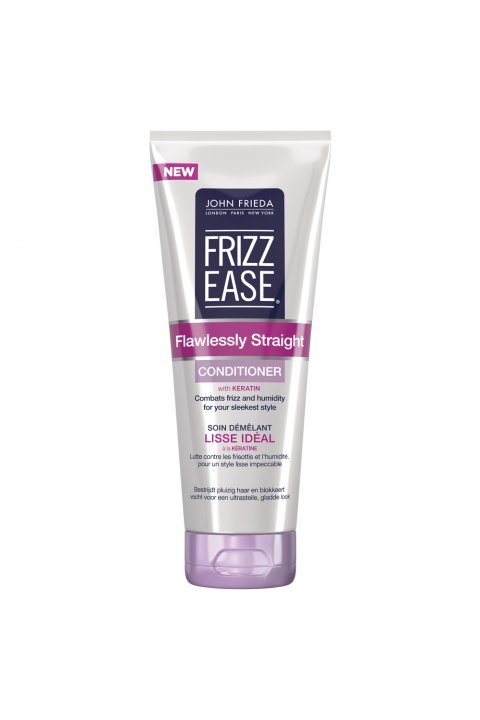 NEW
JOHN FRIEDA
LONDON PARIS NEW YORK
FRIZZ
EASE®
Flawlessly Straight
CONDITIONER
with KERATIN
Combats frizz and humidity
for your sleekest style
SOIN DÉMÊLANT
LISSE IDÉAL
à la KÉRATINE
Lutte contre les frisottis et l'humidité,
pour un style lisse impeccable
Bestrijdt pluizig haar en blokkeert
vocht voor een ultrasteile, gladde look